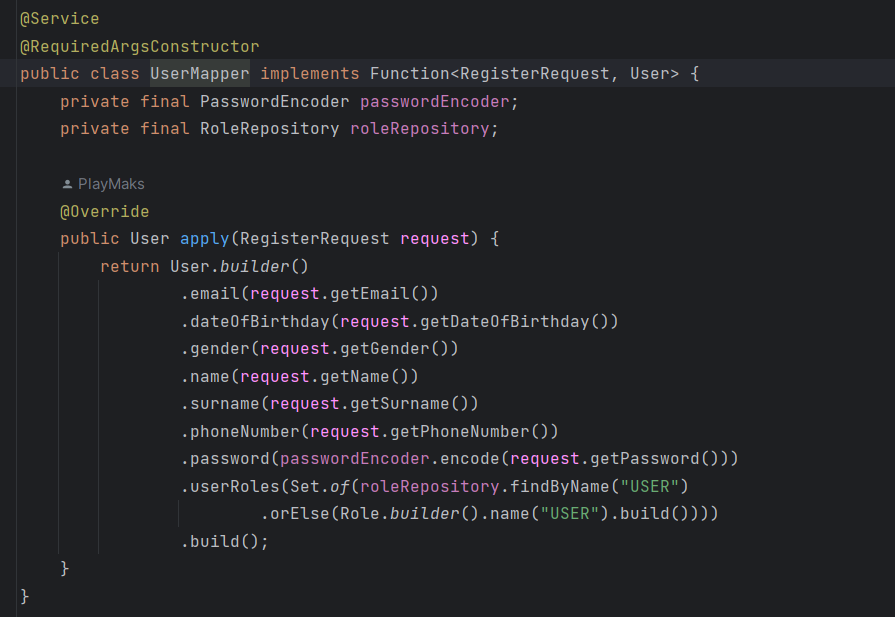 @Service
@RequiredArgsConstructor
public class UserMapper implements Function<RegisterRequest, User> {
    private final PasswordEncoder passwordEncoder;
    private final RoleRepository roleRepository;
    PlayMaks
    @Override
    public User apply(RegisterRequest request) {
        return User.builder()
                .email(request.getEmail())
                .dateOfBirthday(request.getDateOfBirthday())
                .gender(request.getGender())
                .name(request.getName())
                .surname(request.getSurname())
                .phoneNumber(request.getPhoneNumber())
                .password(passwordEncoder.encode(request.getPassword()))
                .userRoles(Set.of(roleRepository.findByName("USER")
                        .orElse(Role.builder().name("USER").build())))
                .build();
    }
}